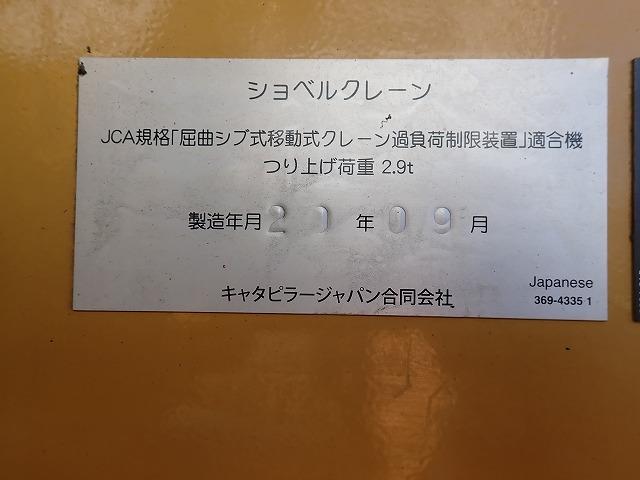 ショベルクレーン
JCA規格「屈曲ジブ式移動式クレーン過負荷制限装置」適合機
つり上げ荷重 2.9t
製造年月 21 年 09 月
キャタピラージャパン合同会社
Japanese
369-4335 1